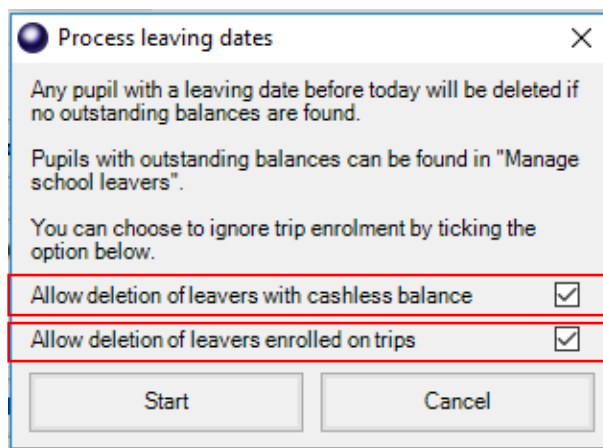 Process leaving dates
Any pupil with a leaving date before today will be deleted if
no outstanding balances are found.
Pupils with outstanding balances can be found in "Manage
school leavers".
You can choose to ignore trip enrolment by ticking the
option below.
Allow deletion of leavers with cashless balance
Allow deletion of leavers enrolled on trips
Start Cancel